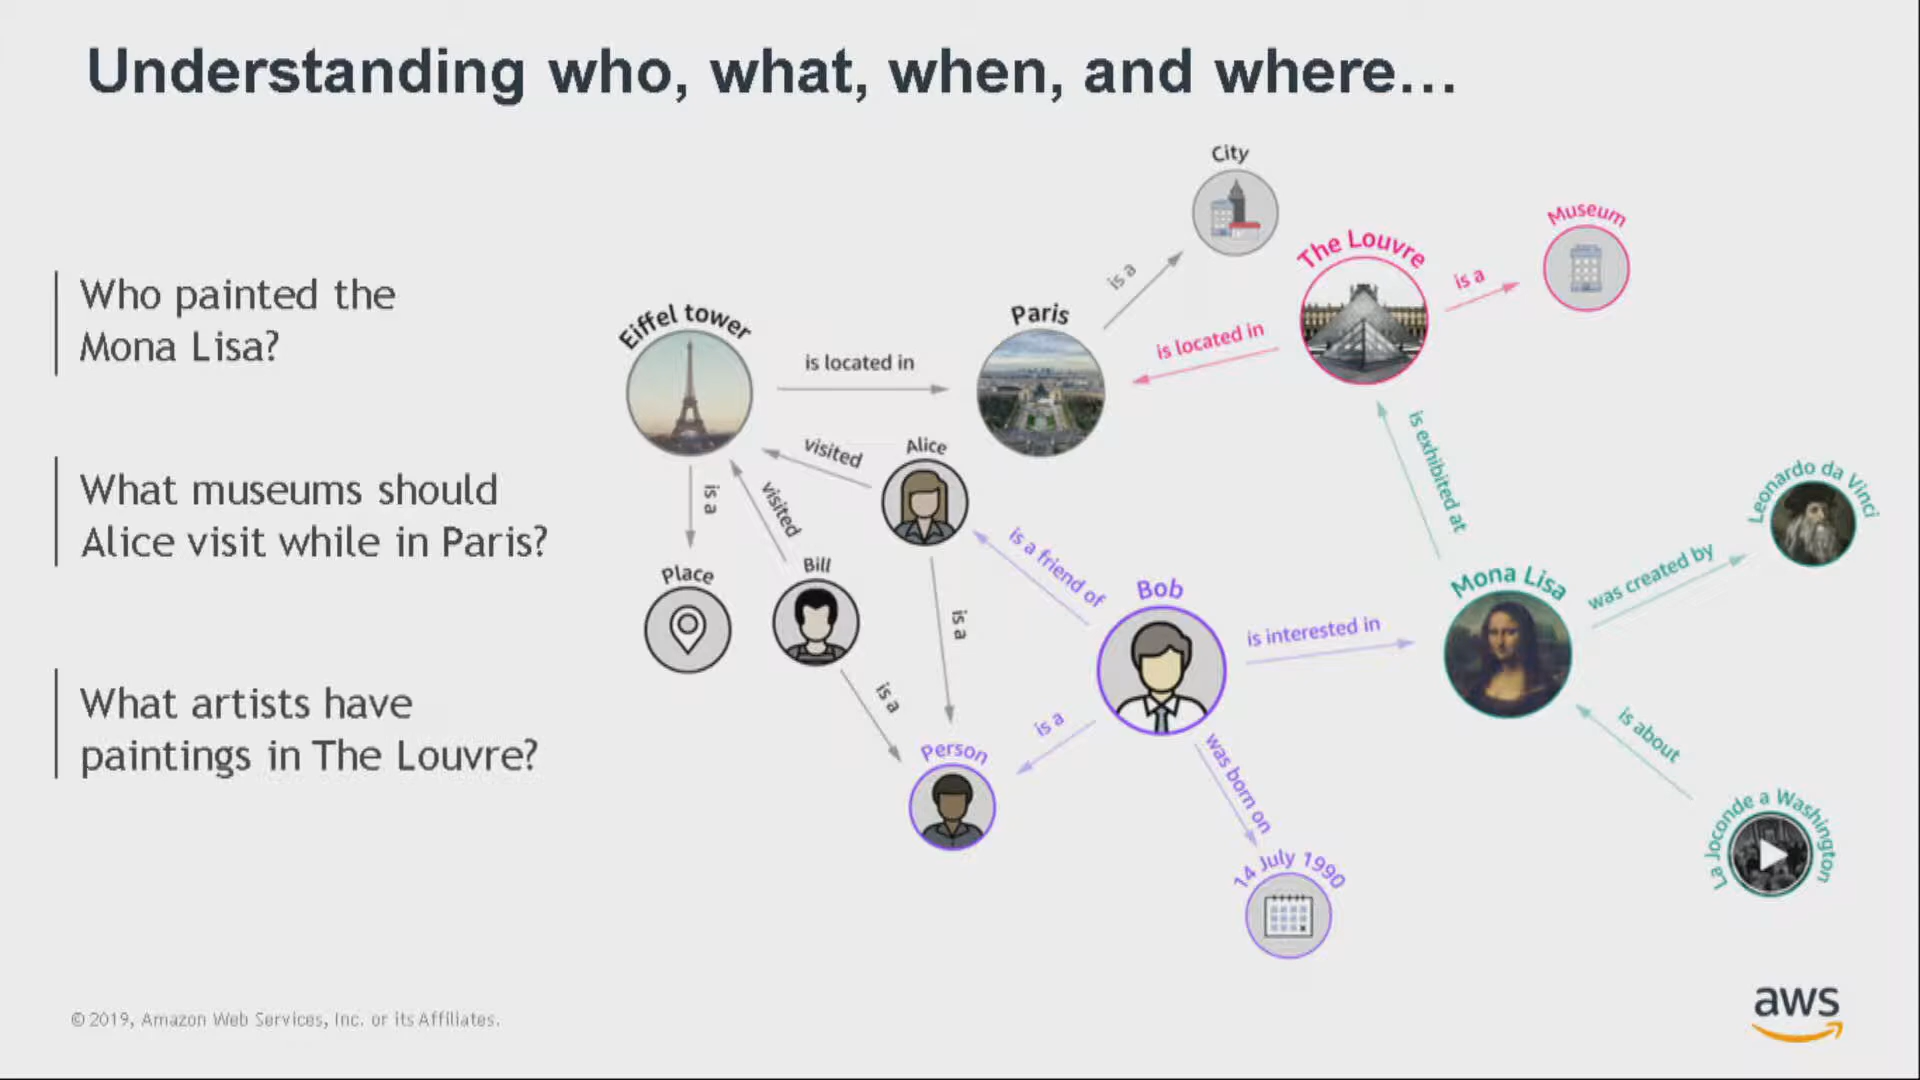 Understanding who, what, when, and where...
Who painted the
Mona Lisa?
What museums should
Alice visit while in Paris?
What artists have
paintings in The Louvre?
City
is a
The Louvre
is a
Museum
Eiffel tower
is located in
Paris
is located in
visited
Alice
is a
visited
is exhibited at
Leonardo da Vinci
Place
Bill
is a friend of
Bob
is interested in
Mona Lisa
was created by
is a
is a
Person
is a
was born on
is about
La Joconde a Washington
14 July 1990
© 2019, Amazon Web Services, Inc. or its Affiliates.
aws